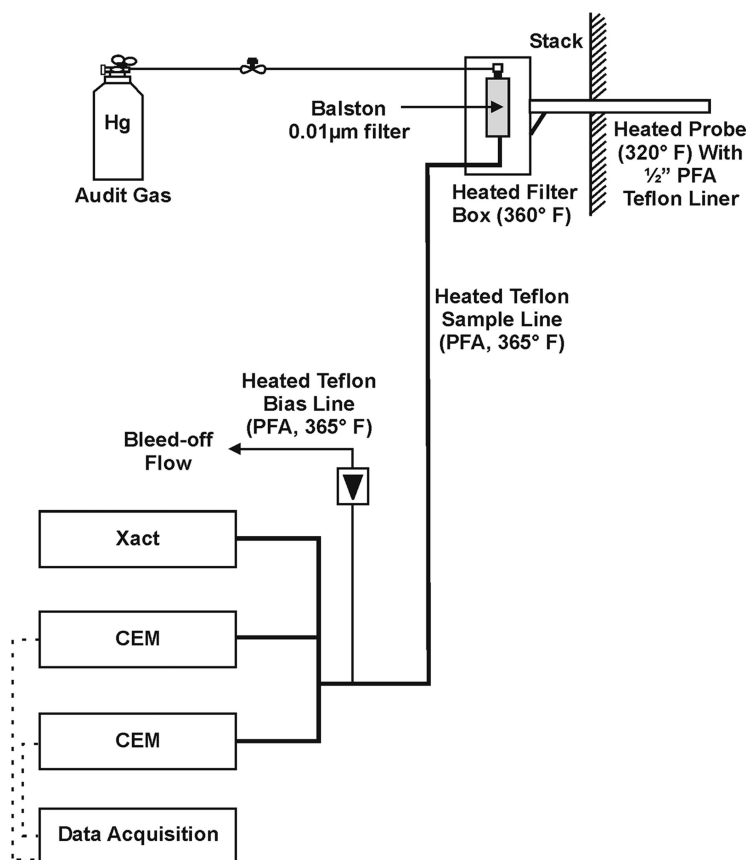 Stack
Hg
Balston
0.01µm filter
Heated Probe
(320° F) With
½” PFA
Teflon Liner
Audit Gas
Heated Filter
Box (360° F)
Heated Teflon
Sample Line
(PFA, 365° F)
Heated Teflon
Bias Line
(PFA, 365° F)
Bleed-off
Flow
Xact
CEM
CEM
Data Acquisition